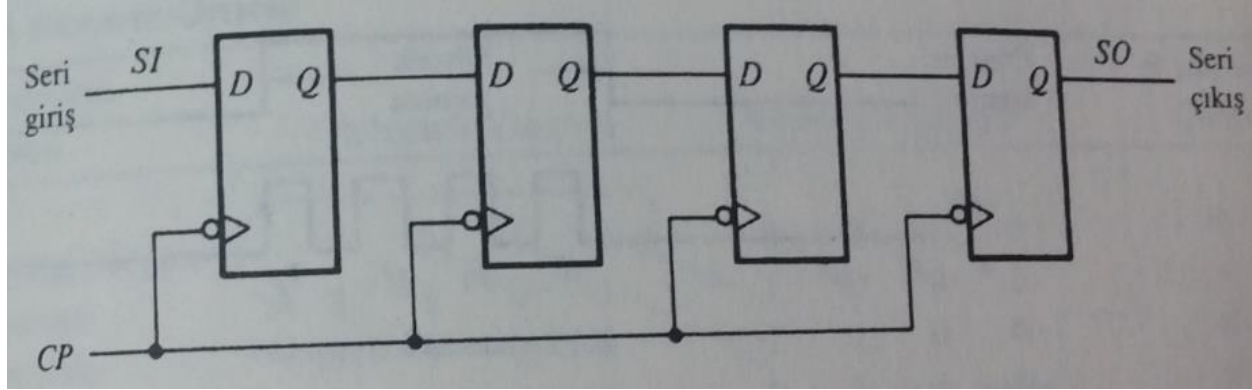 Seri
giriş
SI
D Q
D Q
D Q
D Q
SO
Seri
çıkış
CP